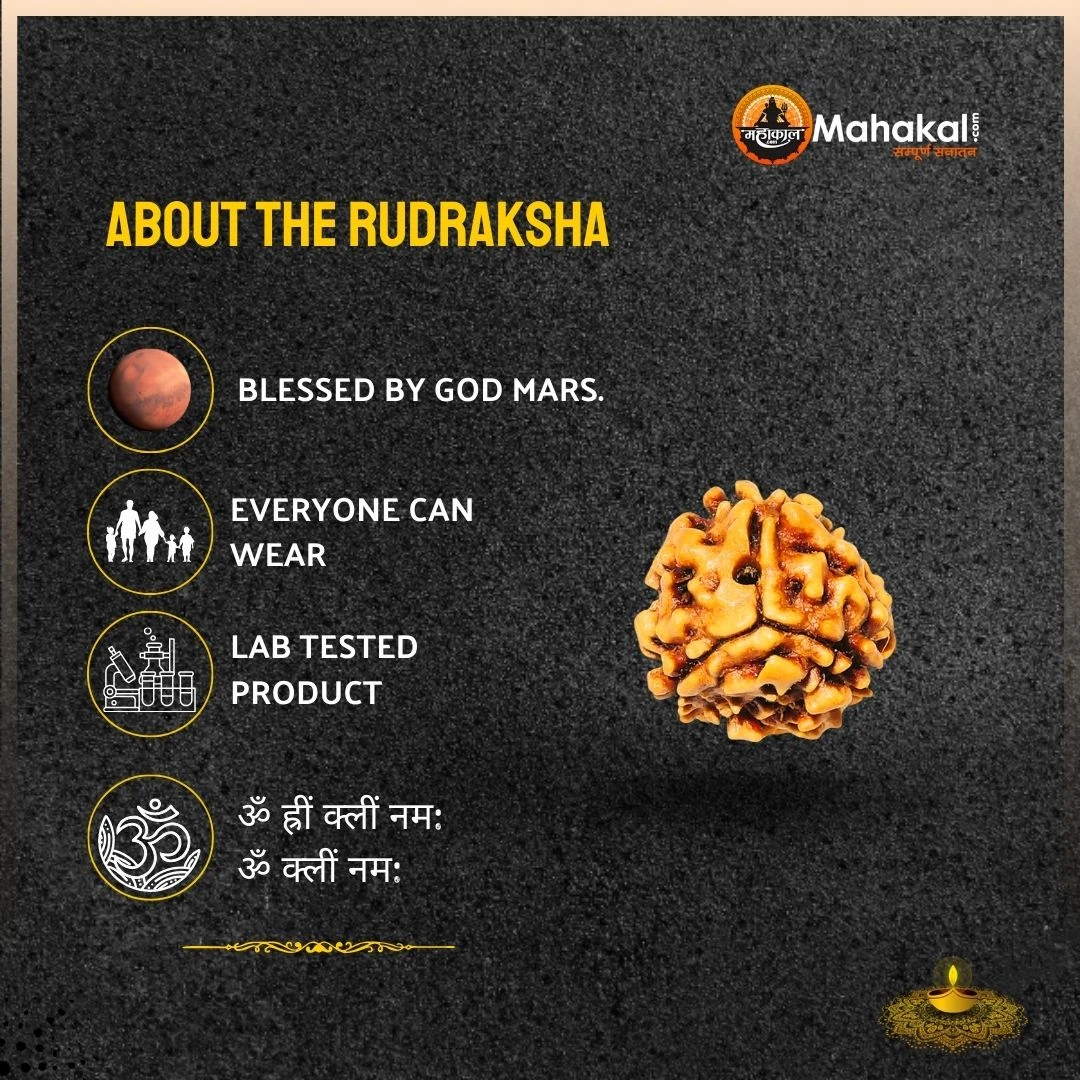 महाकाल
.com
Mahakal.com
सम्पूर्ण सनातन
ABOUT THE RUDRAKSHA
BLESSED BY GOD MARS.
EVERYONE CAN
WEAR
LAB TESTED
PRODUCT
ॐ
ॐ ह्रीं क्लीं नम:
ॐ क्लीं नम: